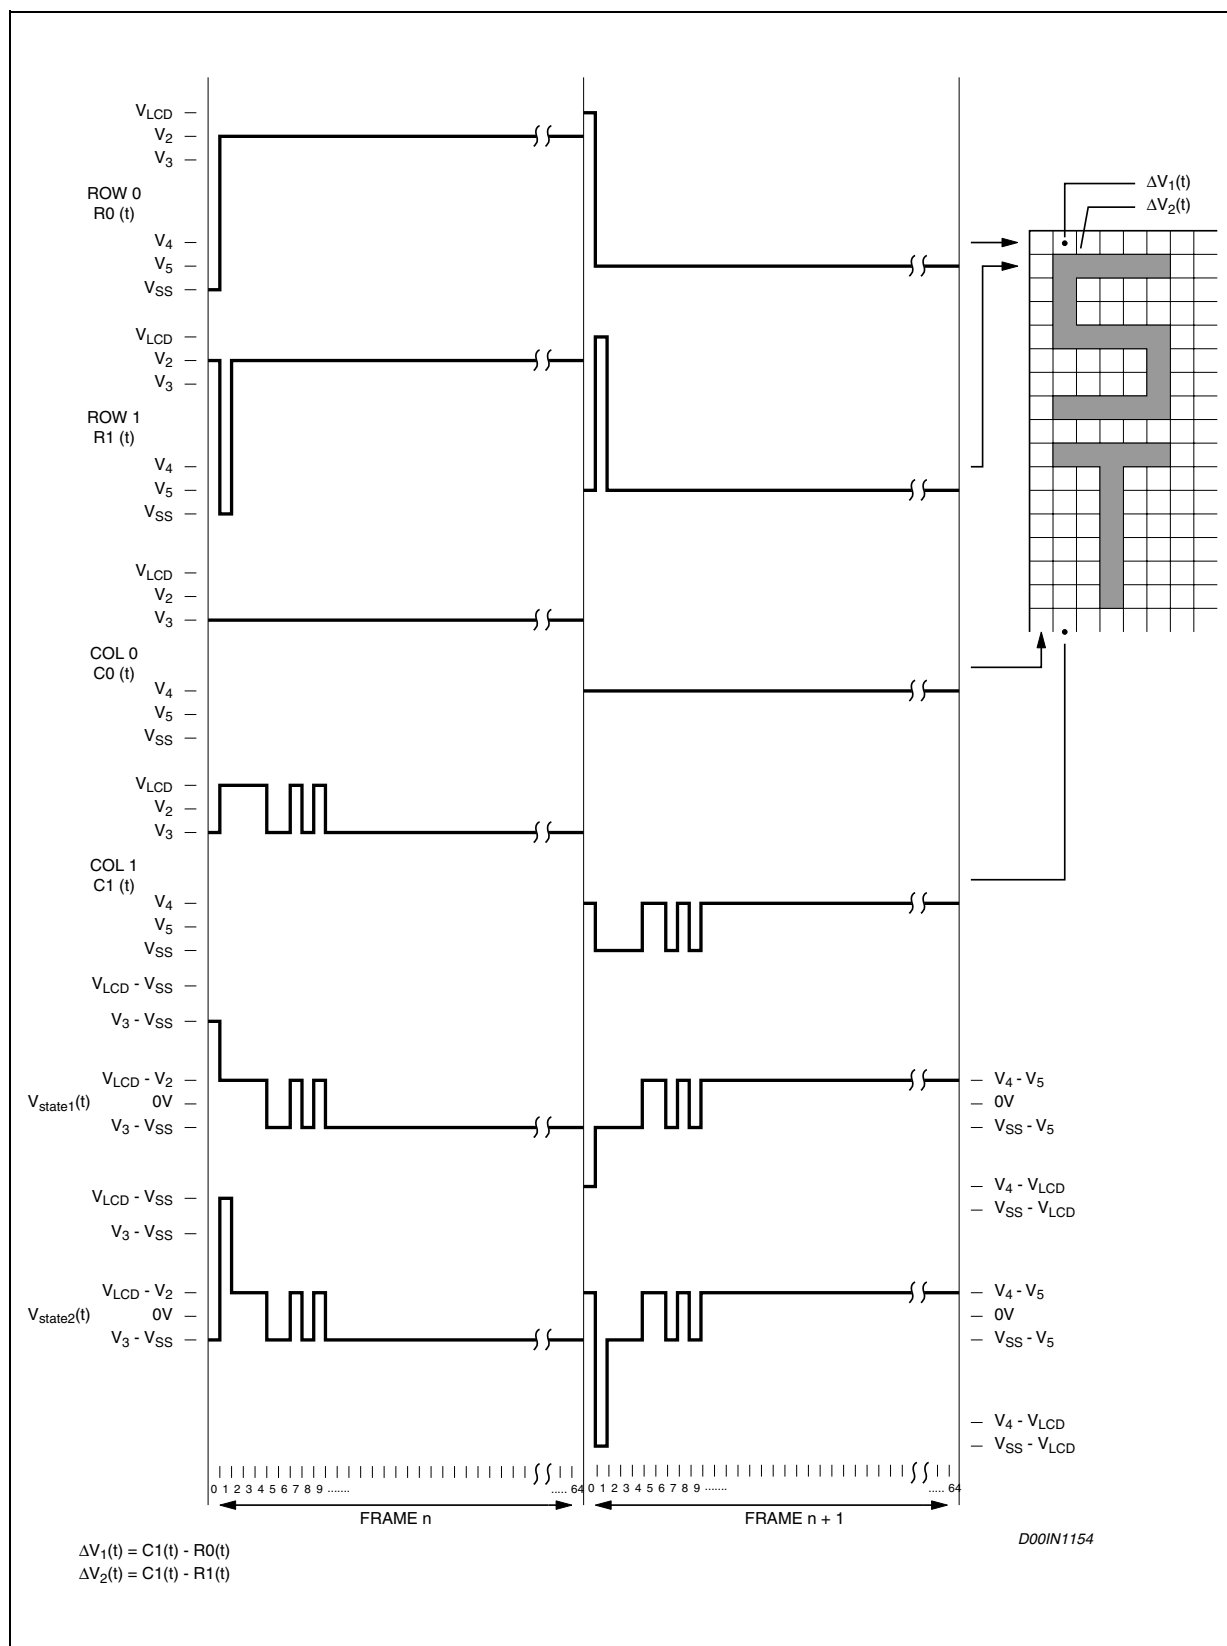 VLCD
V2
V3
ROW 0
R0 (t)
V4
V5
VSS
ΔV1(t)
ΔV2(t)
VLCD
V2
V3
ROW 1
R1 (t)
V4
V5
VSS
VLCD
V2
V3
COL 0
C0 (t)
V4
V5
VSS
VLCD
V2
V3
COL 1
C1 (t)
V4
V5
VSS
VLCD - VSS
V3 - VSS
VLCD - V2
Vstate1(t) 0V
V3 - VSS
V4 - V5
0V
VSS - V5
V4 - VLCD
VSS - VLCD
VLCD - VSS
V3 - VSS
VLCD - V2
Vstate2(t) 0V
V3 - VSS
V4 - V5
0V
VSS - V5
V4 - VLCD
VSS - VLCD
0 1 2 3 4 5 6 7 8 9 ....... ..... 64 0 1 2 3 4 5 6 7 8 9 ....... ..... 64
FRAME n FRAME n + 1
D00IN1154
ΔV1(t) = C1(t) - R0(t)
ΔV2(t) = C1(t) - R1(t)